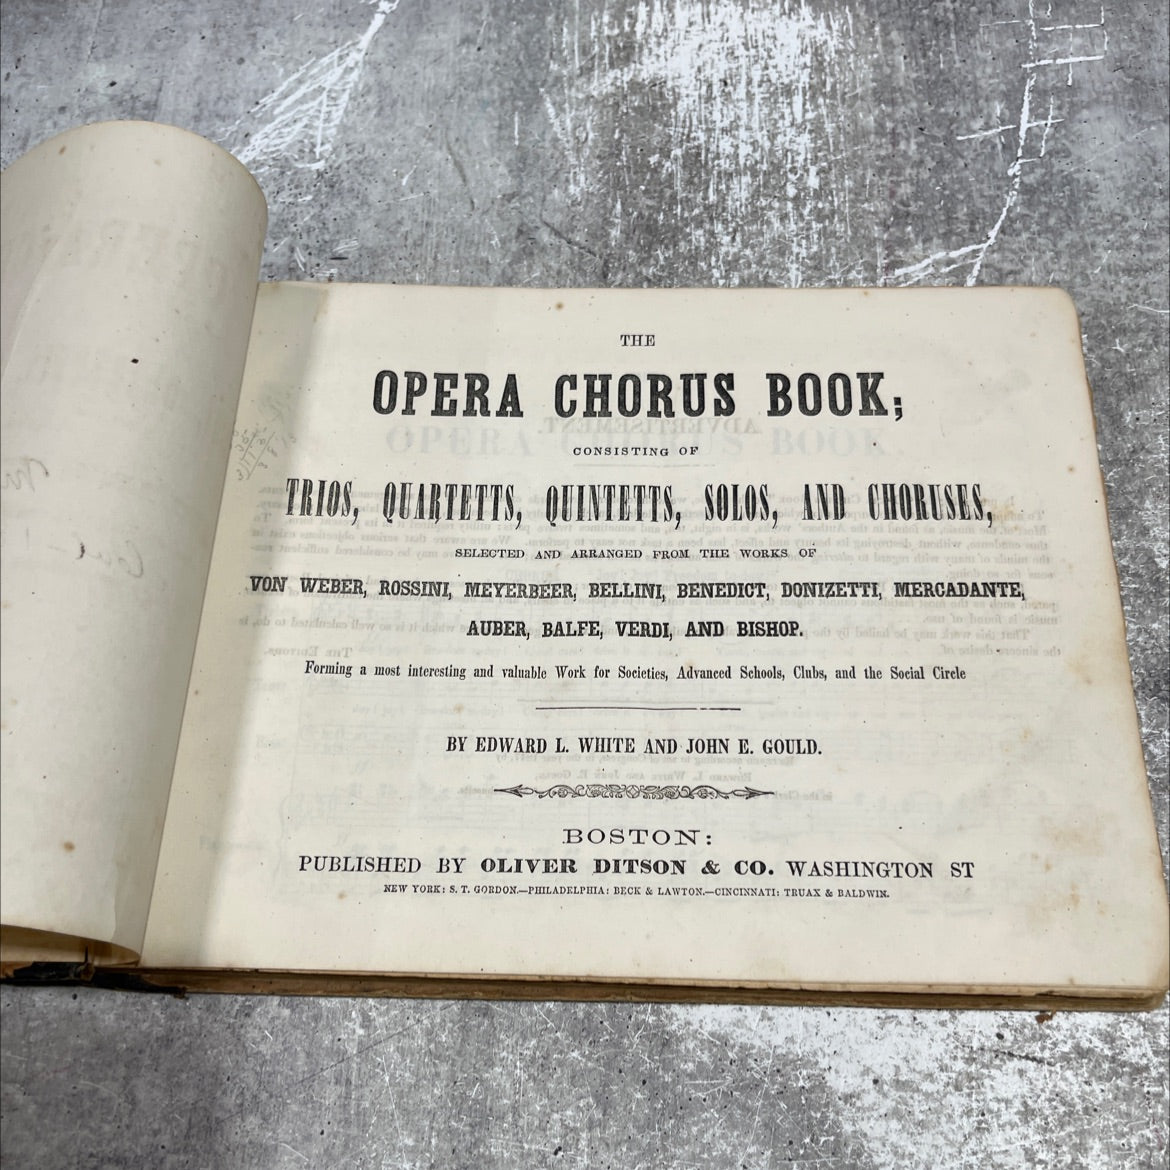 THE
OPERA CHORUS BOOK;
CONSISTING OF
TRIOS, QUARTETTS, QUINTETTS, SOLOS, AND CHORUSES,
SELECTED AND ARRANGED FROM THE WORKS OF
VON WEBER, ROSSINI, MEYERBEER, BELLINI, BENEDICT, DONIZETTI, MERCADANTE,
AUBER, BALFE, VERDI, AND BISHOP.
Forming a most interesting and valuable Work for Societies, Advanced Schools, Clubs, and the Social Circle
BY EDWARD L. WHITE AND JOHN E. GOULD.
BOSTON:
PUBLISHED BY OLIVER DITSON & CO. WASHINGTON ST
NEW YORK: S. T. GORDON.—PHILADELPHIA: BECK & LAWTON.—CINCINNATI: TRUAX & BALDWIN.